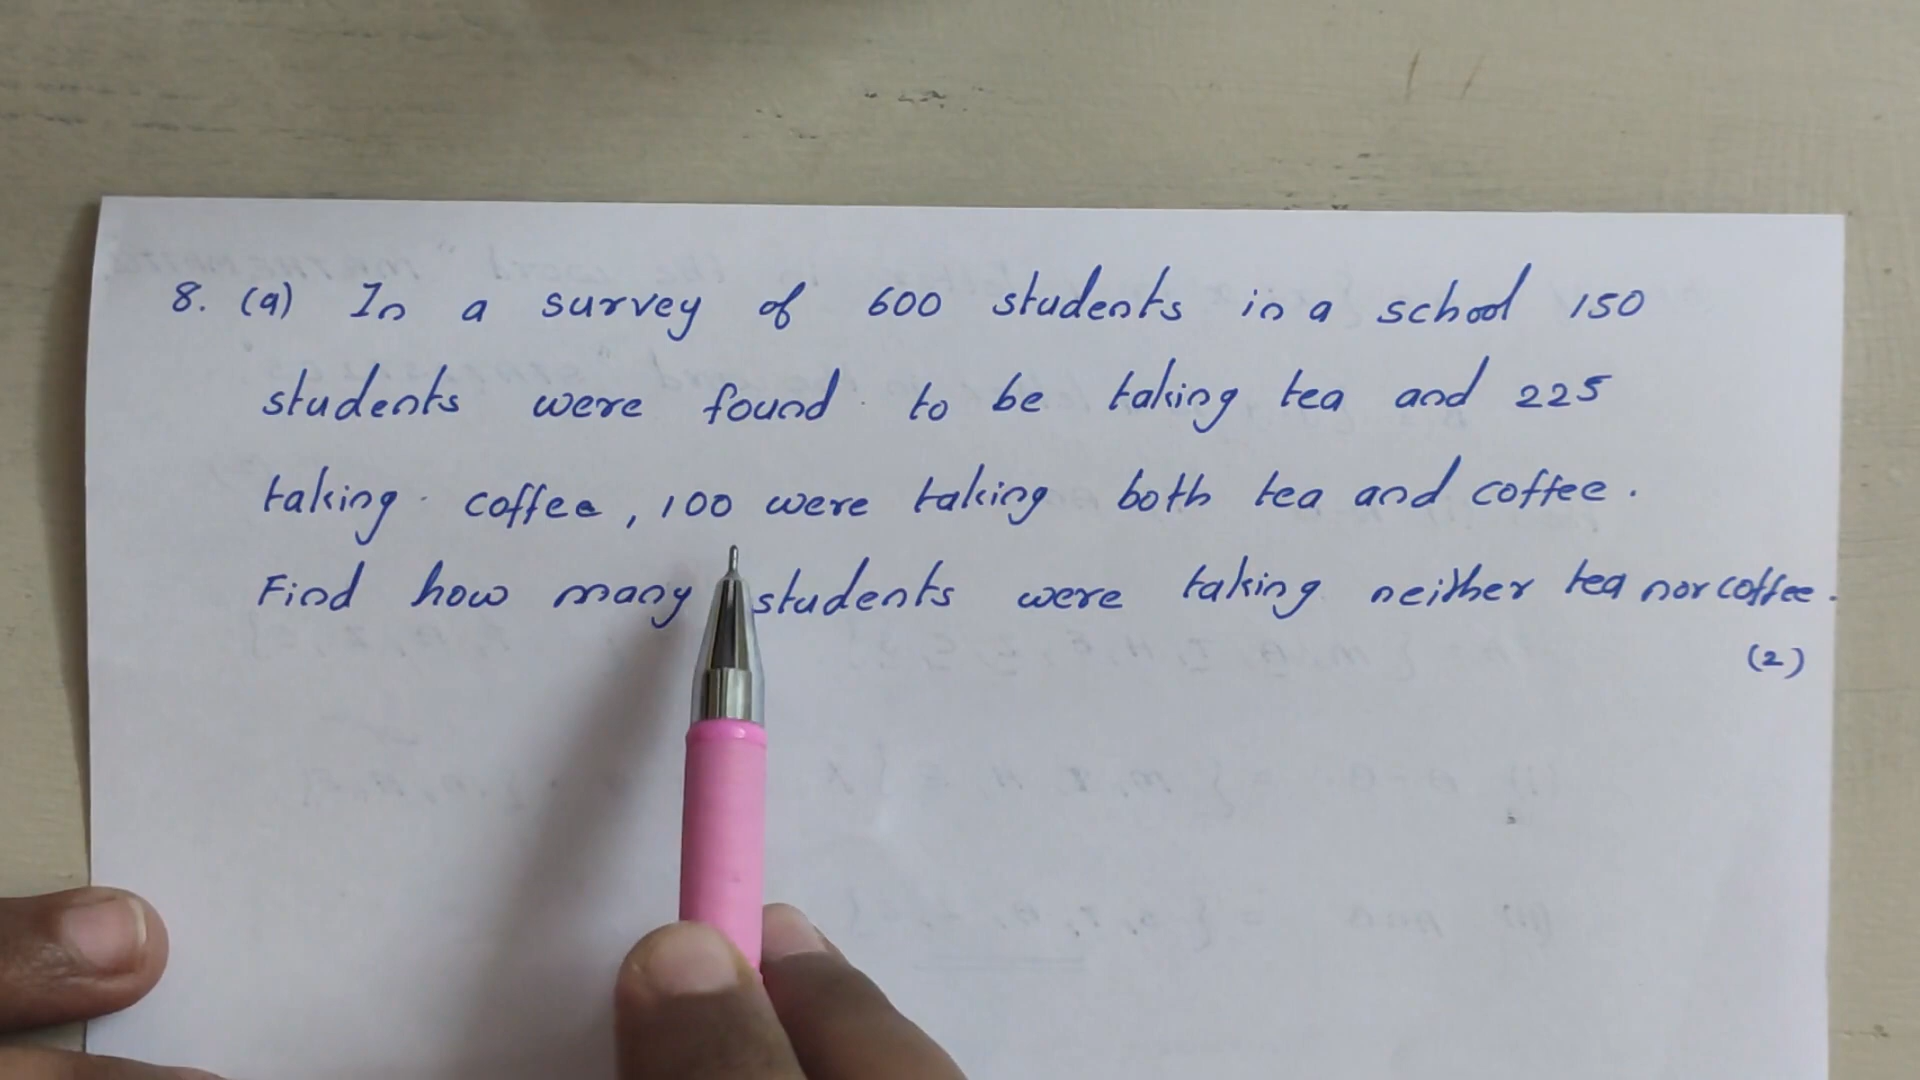 8. (a) In a survey of 600 students in a school 150
students were found to be taking tea and 225
taking coffee, 100 were taking both tea and coffee.
Find how many students were taking neither tea nor coffee.
(2)